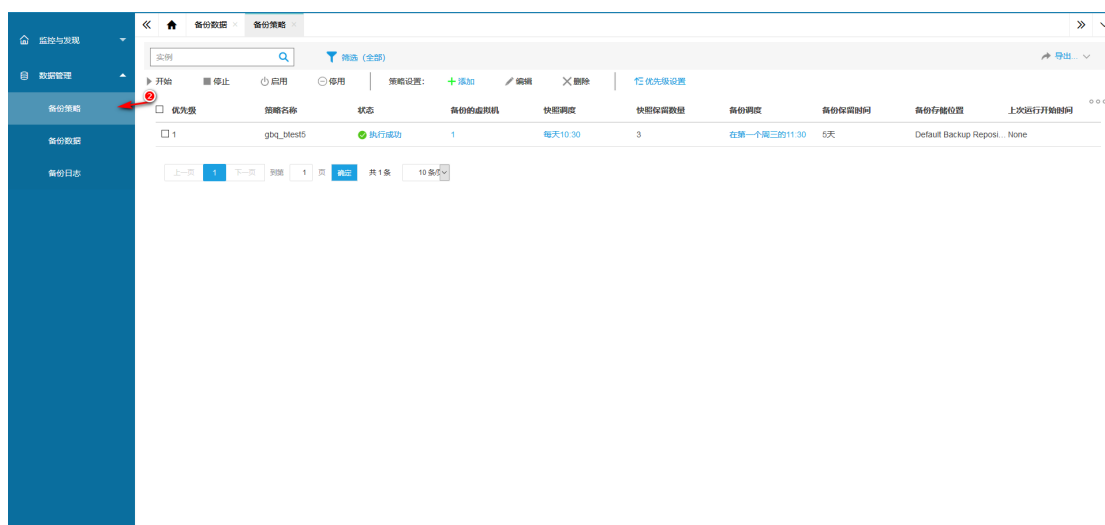 备份数据 × 备份策略 ×
监控与发现
实例 筛选 (全部) 导出...
数据管理
开始 停止 启用 停用 策略设置: 添加 编辑 删除 优先级设置
2
备份策略
优先级 策略名称 状态 备份的虚拟机 快照调度 快照保留数量 备份调度 备份保留时间 备份存储位置 上次运行开始时间
1 gbq_btest5 执行成功 1 每天10:30 3 在第一个周三的11:30 5天 Default Backup Reposi... None
备份数据
备份日志
上一页 1 下一页 到第 1 页 确定 共1条 10